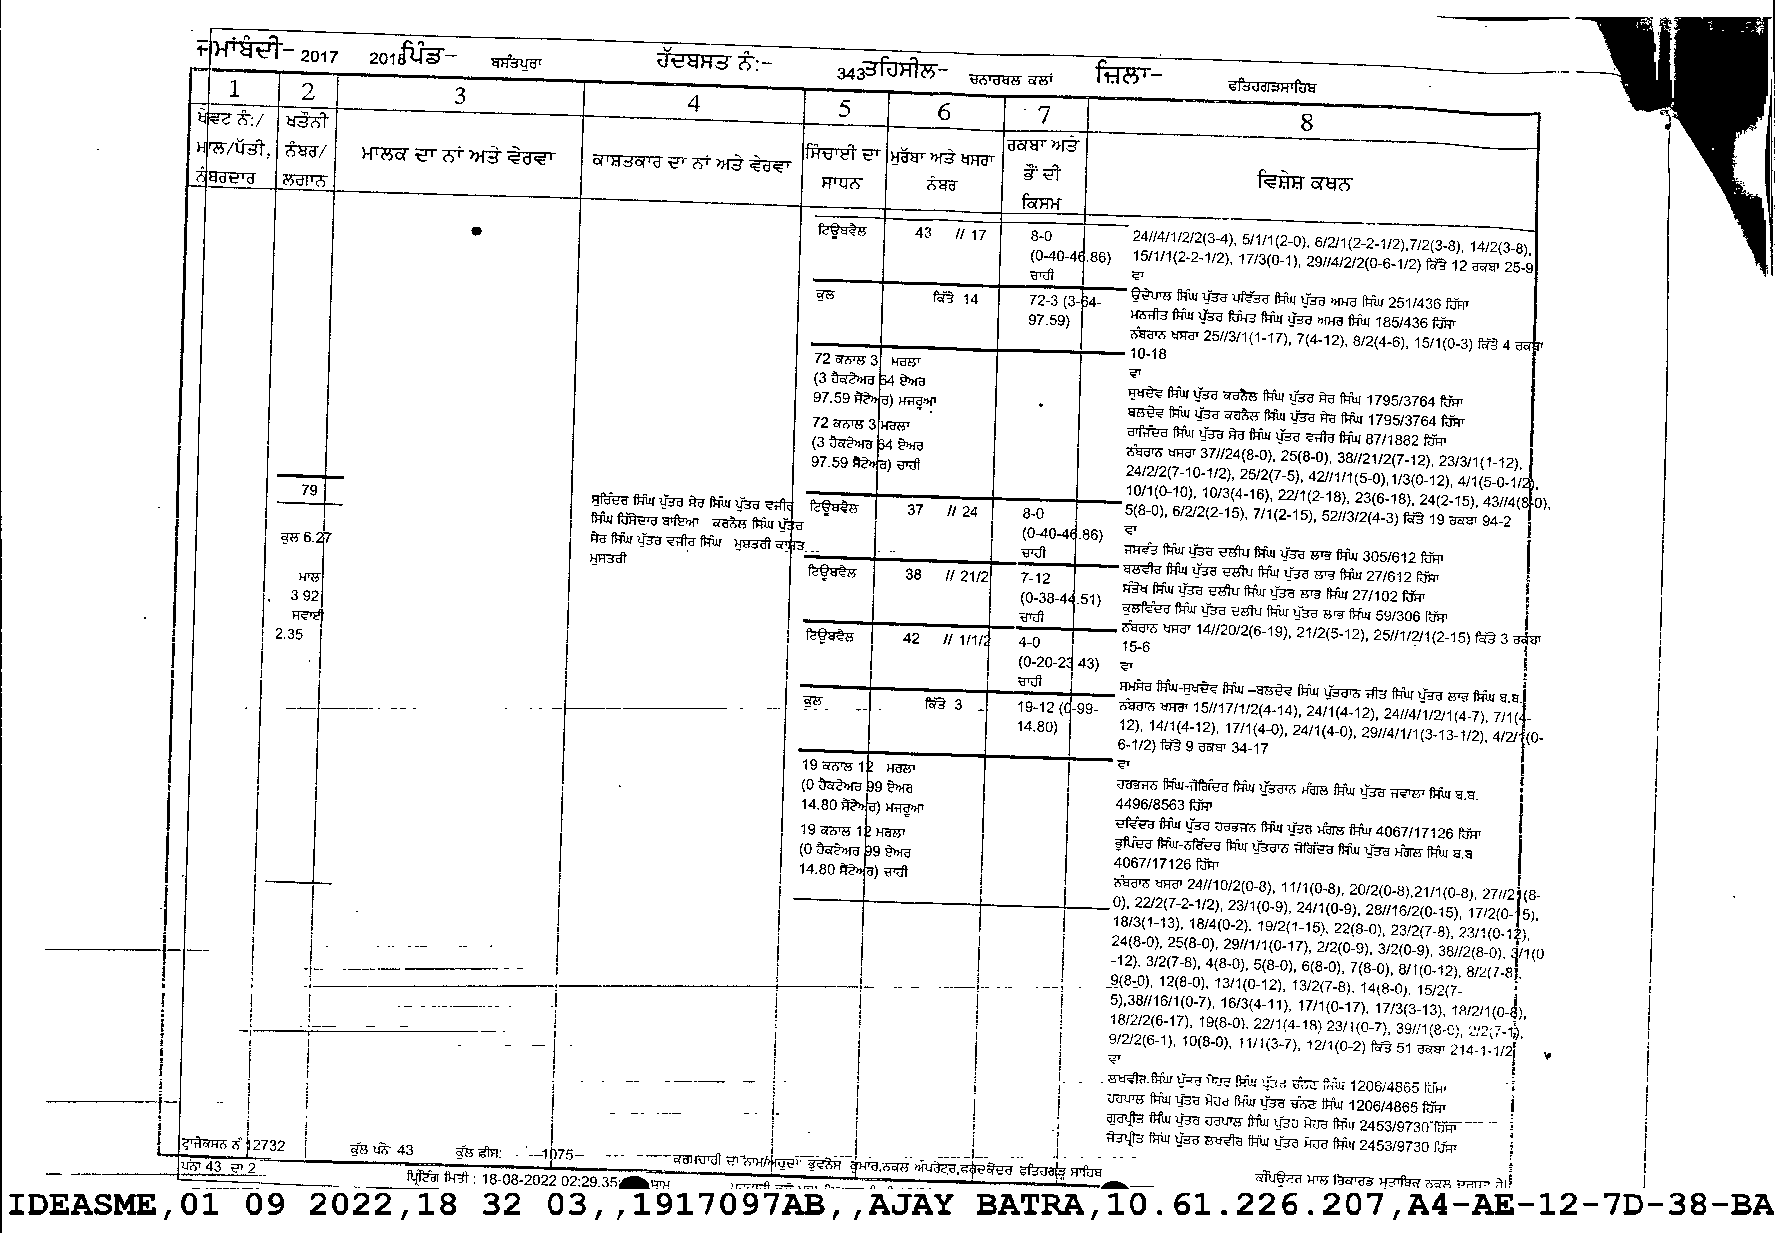 ਜਮਾਂਬੰਦੀ- 2017 2018 ਪਿੰਡ- ਬਸੰਤਪੁਰਾ ਹੱਦਬਸਤ ਨੰ:- 343 ਤਹਿਸੀਲ- ਚਨਾਰਥਲ ਕਲਾਂ ਜ਼ਿਲਾ- ਫਤਿਹਗੜਸਾਹਿਬ
1 2 3 4 5 6 7 8
ਖੇਵਟ ਨੰ:/ ਮਾਲ/ਪੱਤੀ, ਨੰਬਰਦਾਰ
ਖਤੌਨੀ ਨੰਬਰ/ ਲਗਾਨ
ਮਾਲਕ ਦਾ ਨਾਂ ਅਤੇ ਵੇਰਵਾ
ਕਾਸ਼ਤਕਾਰ ਦਾ ਨਾਂ ਅਤੇ ਵੇਰਵਾ
ਸਿੰਚਾਈ ਦਾ ਸਾਧਨ
ਮੁਰੱਬਾ ਅਤੇ ਖਸਰਾ ਨੰਬਰ
ਰਕਬਾ ਅਤੇ ਭੌਂ ਦੀ ਕਿਸਮ
ਵਿਸ਼ੇਸ਼ ਕਥਨ
ਟਿਊਬਵੈਲ 43 // 17 8-0
(0-40-46.86)
ਚਾਹੀ
ਕੁਲ ਕਿੱਤੇ 14 72-3 (3-64-
97.59)
72 ਕਨਾਲ 3 ਮਰਲਾ
(3 ਹੈਕਟੇਅਰ 64 ਏਅਰ
97.59 ਸੈਂਟੇਅਰ) ਮਜਰੂਆ
72 ਕਨਾਲ 3 ਮਰਲਾ
(3 ਹੈਕਟੇਅਰ 64 ਏਅਰ
97.59 ਸੈਂਟੇਅਰ) ਚਾਹੀ
79
ਕੁਲ 6.27
ਮਾਲ
3 92
ਸਵਾਈ
2.35
ਸੁਰਿੰਦਰ ਸਿੰਘ ਪੁੱਤਰ ਸੇਰ ਸਿੰਘ ਪੁੱਤਰ ਵਜੀਰ
ਸਿੰਘ ਹਿੱਸੇਦਾਰ ਬਾਇਆ ਕਰਨੈਲ ਸਿੰਘ ਪੁੱਤਰ
ਸੇਰ ਸਿੰਘ ਪੁੱਤਰ ਵਜੀਰ ਸਿੰਘ ਮੁਸਤਰੀ ਕਾਸਤ
ਮੁਸਤਰੀ
ਟਿਊਬਵੈਲ 37 // 24 8-0
(0-40-46.86)
ਚਾਹੀ
ਟਿਊਬਵੈਲ 38 // 21/2 7-12
(0-38-44.51)
ਚਾਹੀ
ਟਿਊਬਵੈਲ 42 // 1/1/2 4-0
(0-20-23 43)
ਚਾਹੀ
ਕੁਲ ਕਿੱਤੇ 3 19-12 (0-99-
14.80)
19 ਕਨਾਲ 12 ਮਰਲਾ
(0 ਹੈਕਟੇਅਰ 99 ਏਅਰ
14.80 ਸੈਂਟੇਅਰ) ਮਜਰੂਆ
19 ਕਨਾਲ 12 ਮਰਲਾ
(0 ਹੈਕਟੇਅਰ 99 ਏਅਰ
14.80 ਸੈਂਟੇਅਰ) ਚਾਹੀ
24//4/1/2/2(3-4), 5/1/1(2-0), 6/2/1(2-2-1/2),7/2(3-8), 14/2(3-8),
15/1/1(2-2-1/2), 17/3(0-1), 29//4/2/2(0-6-1/2) ਕਿੱਤੇ 12 ਰਕਬਾ 25-9
ਵਾ
ਉਦੇਪਾਲ ਸਿੰਘ ਪੁੱਤਰ ਪਵਿੱਤਰ ਸਿੰਘ ਪੁੱਤਰ ਅਮਰ ਸਿੰਘ 251/436 ਹਿੱਸਾ
ਮਨਜੀਤ ਸਿੰਘ ਪੁੱਤਰ ਹਿੰਮਤ ਸਿੰਘ ਪੁੱਤਰ ਅਮਰ ਸਿੰਘ 185/436 ਹਿੱਸਾ
ਨੰਬਰਾਨ ਖਸਰਾ 25//3/1(1-17), 7(4-12), 8/2(4-6), 15/1(0-3) ਕਿੱਤੇ 4 ਰਕਬਾ
10-18
ਵਾ
ਸੁਖਦੇਵ ਸਿੰਘ ਪੁੱਤਰ ਕਰਨੈਲ ਸਿੰਘ ਪੁੱਤਰ ਸੇਰ ਸਿੰਘ 1795/3764 ਹਿੱਸਾ
ਬਲਦੇਵ ਸਿੰਘ ਪੁੱਤਰ ਕਰਨੈਲ ਸਿੰਘ ਪੁੱਤਰ ਸੇਰ ਸਿੰਘ 1795/3764 ਹਿੱਸਾ
ਰਾਜਿੰਦਰ ਸਿੰਘ ਪੁੱਤਰ ਸੇਰ ਸਿੰਘ ਪੁੱਤਰ ਵਜੀਰ ਸਿੰਘ 87/1882 ਹਿੱਸਾ
ਨੰਬਰਾਨ ਖਸਰਾ 37//24(8-0), 25(8-0), 38//21/2(7-12), 23/3/1(1-12),
24/2/2(7-10-1/2), 25/2(7-5), 42//1/1(5-0),1/3(0-12), 4/1(5-0-1/2),
10/1(0-10), 10/3(4-16), 22/1(2-18), 23(6-18), 24(2-15), 43//4(8-0),
5(8-0), 6/2/2(2-15), 7/1(2-15), 52//3/2(4-3) ਕਿੱਤੇ 19 ਰਕਬਾ 94-2
ਵਾ
ਜਸਵੰਤ ਸਿੰਘ ਪੁੱਤਰ ਦਲੀਪ ਸਿੰਘ ਪੁੱਤਰ ਲਾਭ ਸਿੰਘ 305/612 ਹਿੱਸਾ
ਬਲਵੀਰ ਸਿੰਘ ਪੁੱਤਰ ਦਲੀਪ ਸਿੰਘ ਪੁੱਤਰ ਲਾਭ ਸਿੰਘ 27/612 ਹਿੱਸਾ
ਸੰਤੋਖ ਸਿੰਘ ਪੁੱਤਰ ਦਲੀਪ ਸਿੰਘ ਪੁੱਤਰ ਲਾਭ ਸਿੰਘ 27/102 ਹਿੱਸਾ
ਕੁਲਵਿੰਦਰ ਸਿੰਘ ਪੁੱਤਰ ਦਲੀਪ ਸਿੰਘ ਪੁੱਤਰ ਲਾਭ ਸਿੰਘ 59/306 ਹਿੱਸਾ
ਨੰਬਰਾਨ ਖਸਰਾ 14//20/2(6-19), 21/2(5-12), 25//1/2/1(2-15) ਕਿੱਤੇ 3 ਰਕਬਾ
15-6
ਵਾ
ਸਮਸੇਰ ਸਿੰਘ-ਸੁਖਦੇਵ ਸਿੰਘ –ਬਲਦੇਵ ਸਿੰਘ ਪੁੱਤਰਾਨ ਜੀਤ ਸਿੰਘ ਪੁੱਤਰ ਲਾਭ ਸਿੰਘ ਬ.ਬ.
ਨੰਬਰਾਨ ਖਸਰਾ 15//17/1/2(4-14), 24/1(4-12), 24//4/1/2/1(4-7), 7/1(4-
12), 14/1(4-12), 17/1(4-0), 24/1(4-0), 29//4/1/1(3-13-1/2), 4/2/1(0-
6-1/2) ਕਿੱਤੇ 9 ਰਕਬਾ 34-17
ਵਾ
ਹਰਭਜਨ ਸਿੰਘ-ਜੋਗਿੰਦਰ ਸਿੰਘ ਪੁੱਤਰਾਨ ਮੰਗਲ ਸਿੰਘ ਪੁੱਤਰ ਜਵਾਲਾ ਸਿੰਘ ਬ.ਬ.
4496/8563 ਹਿੱਸਾ
ਦਵਿੰਦਰ ਸਿੰਘ ਪੁੱਤਰ ਹਰਭਜਨ ਸਿੰਘ ਪੁੱਤਰ ਮੰਗਲ ਸਿੰਘ 4067/17126 ਹਿੱਸਾ
ਭੁਪਿੰਦਰ ਸਿੰਘ-ਨਰਿੰਦਰ ਸਿੰਘ ਪੁੱਤਰਾਨ ਜੋਗਿੰਦਰ ਸਿੰਘ ਪੁੱਤਰ ਮੰਗਲ ਸਿੰਘ ਬ.ਬ
4067/17126 ਹਿੱਸਾ
ਨੰਬਰਾਨ ਖਸਰਾ 24//10/2(0-8), 11/1(0-8), 20/2(0-8),21/1(0-8), 27//21(8-
0), 22/2(7-2-1/2), 23/1(0-9), 24/1(0-9), 28//16/2(0-15), 17/2(0-15),
18/3(1-13), 18/4(0-2). 19/2(1-15), 22(8-0), 23/2(7-8), 23/1(0-12),
24(8-0), 25(8-0), 29//1/1(0-17), 2/2(0-9), 3/2(0-9), 38//2(8-0), 3/1(0
-12), 3/2(7-8), 4(8-0), 5(8-0), 6(8-0), 7(8-0), 8/1(0-12), 8/2(7-8),
9(8-0), 12(8-0), 13/1(0-12), 13/2(7-8). 14(8-0). 15/2(7-
5),38//16/1(0-7), 16/3(4-11), 17/1(0-17), 17/3(3-13), 18/2/1(0-8),
18/2/2(6-17), 19(8-0). 22/1(4-18) 23/1(0-7), 39//1(8-0), 2/2(7-1),
9/2/2(6-1), 10(8-0), 11/1(3-7), 12/1(0-2) ਕਿੱਤੇ 51 ਰਕਬਾ 214-1-1/2
ਵਾ
ਲਖਵੀਰ ਸਿੰਘ ਪੁੱਤਰ ਮੇਹਰ ਸਿੰਘ ਪੁੱਤਰ ਚੰਨਣ ਸਿੰਘ 1206/4865 ਹਿੱਸਾ
ਹਰਪਾਲ ਸਿੰਘ ਪੁੱਤਰ ਮੇਹਰ ਸਿੰਘ ਪੁੱਤਰ ਚੰਨਣ ਸਿੰਘ 1206/4865 ਹਿੱਸਾ
ਗੁਰਪ੍ਰੀਤ ਸਿੰਘ ਪੁੱਤਰ ਹਰਪਾਲ ਸਿੰਘ ਪੁੱਤਰ ਮੇਹਰ ਸਿੰਘ 2453/9730 ਹਿੱਸਾ
ਜੋਤਪ੍ਰੀਤ ਸਿੰਘ ਪੁੱਤਰ ਲਖਵੀਰ ਸਿੰਘ ਪੁੱਤਰ ਮੇਹਰ ਸਿੰਘ 2453/9730 ਹਿੱਸਾ
ਟ੍ਰਾਂਜੈਕਸਨ ਨੰ 12732 ਕੁੱਲ ਪਨੇ 43 ਕੁੱਲ ਫੀਸ: 1075 ਕਰਮਚਾਰੀ ਦਾ ਨਾਮ/ਅਹੁਦਾ ਭੁਵਨੇਸ ਕੁਮਾਰ,ਨਕਲ ਅਪਰੇਟਰ,ਫਰਦਕੇਂਦਰ ਫਤਿਹਗੜ ਸਾਹਿਬ
ਪਨਾ 43 ਦਾ 2 ਪ੍ਰਿੰਟਿੰਗ ਮਿਤੀ : 18-08-2022 02:29.35 ਸ਼ਾਮ ਕੰਪਿਊਟਰ ਮਾਲ ਰਿਕਾਰਡ ਮੁਤਾਬਿਕ ਨਕਲ
IDEASME,01 09 2022,18 32 03,,1917097AB,,AJAY BATRA,10.61.226.207,A4-AE-12-7D-38-BA